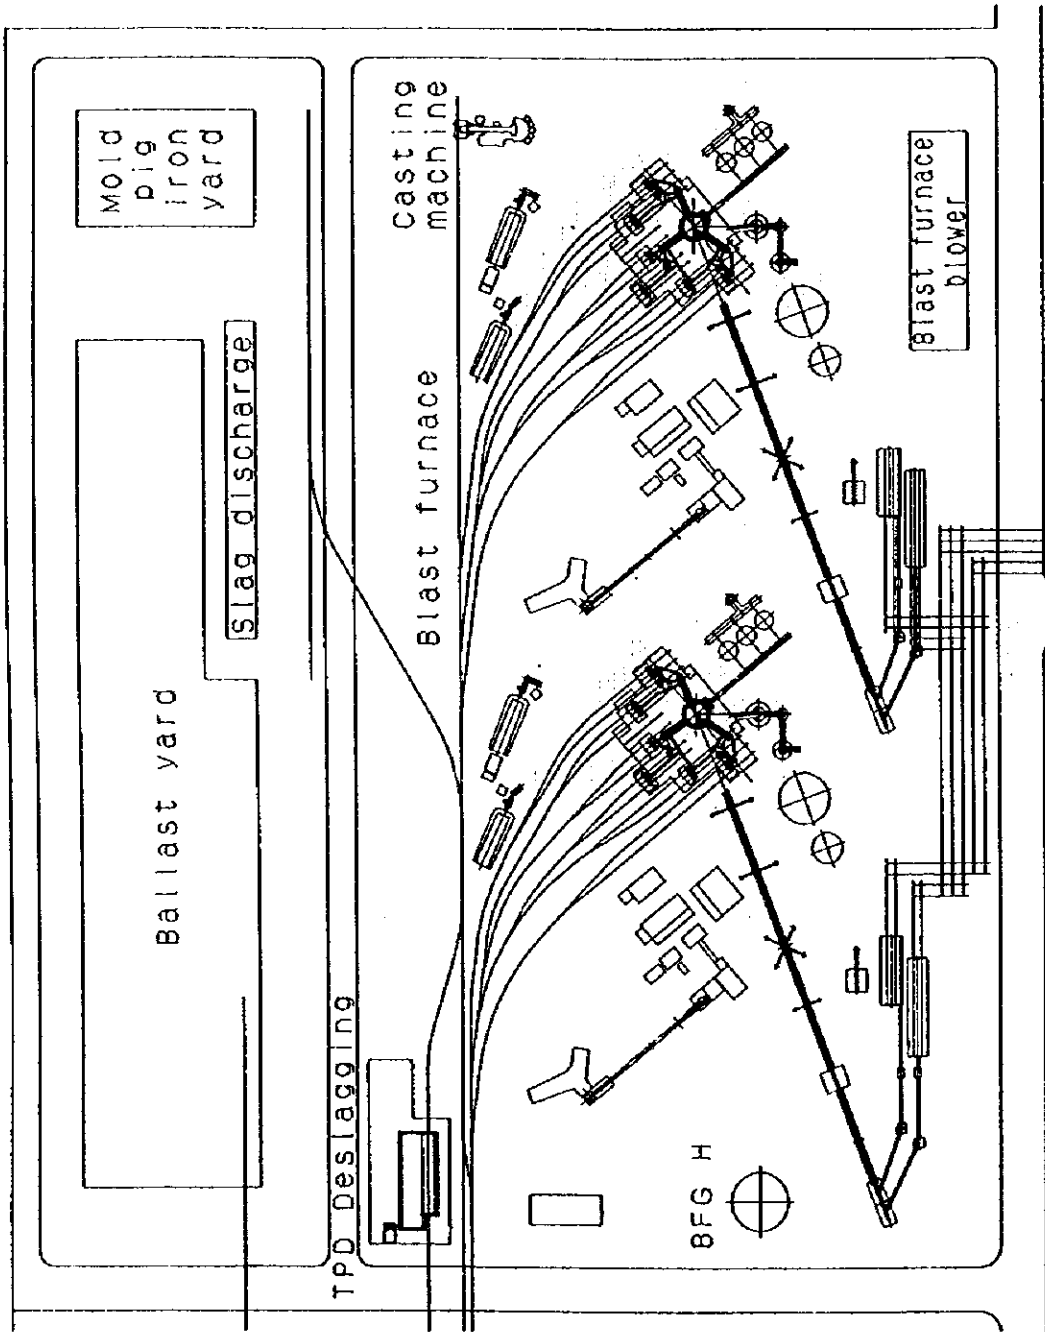 Mold
pig
iron
yard
Slag discharge
Ballast yard
Casting
machine
Blast furnace
TPD Deslagging
Blast furnace
blower
BFG H